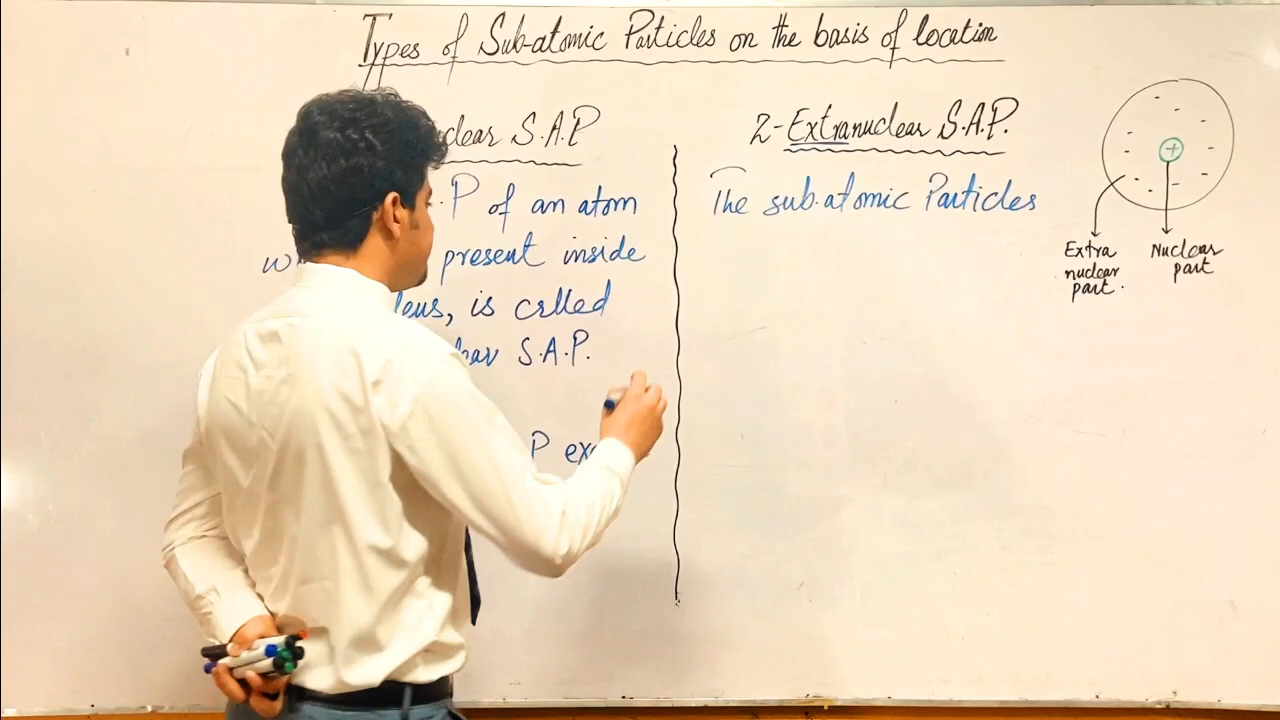 Types of Sub-atomic Particles on the basis of location
clear S.A.P
P of an atom
present inside
leus, is called
S.A.P.
P
2- Extranuclear S.A.P.
The sub-atomic Particles
Extra
nuclear
part.
Nuclear
part
+